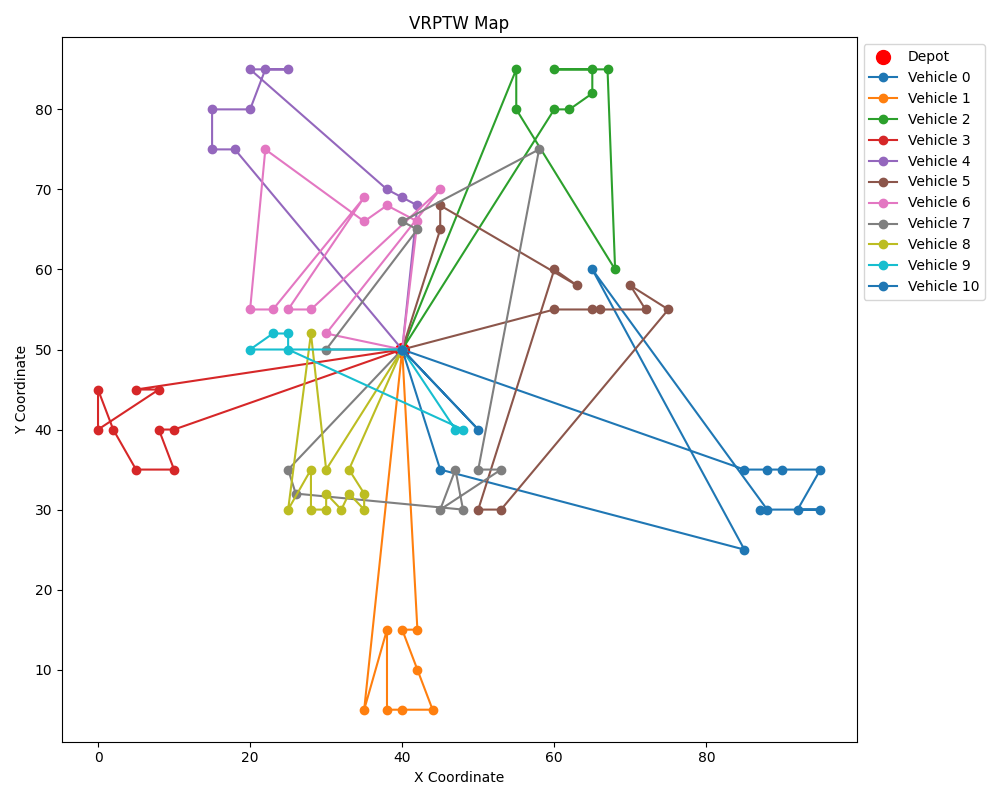 VRPTW Map
Y Coordinate
80
70
60
50
40
30
20
10
0
20
40
60
80
X Coordinate
Depot
Vehicle 0
Vehicle 1
Vehicle 2
Vehicle 3
Vehicle 4
Vehicle 5
Vehicle 6
Vehicle 7
Vehicle 8
Vehicle 9
Vehicle 10